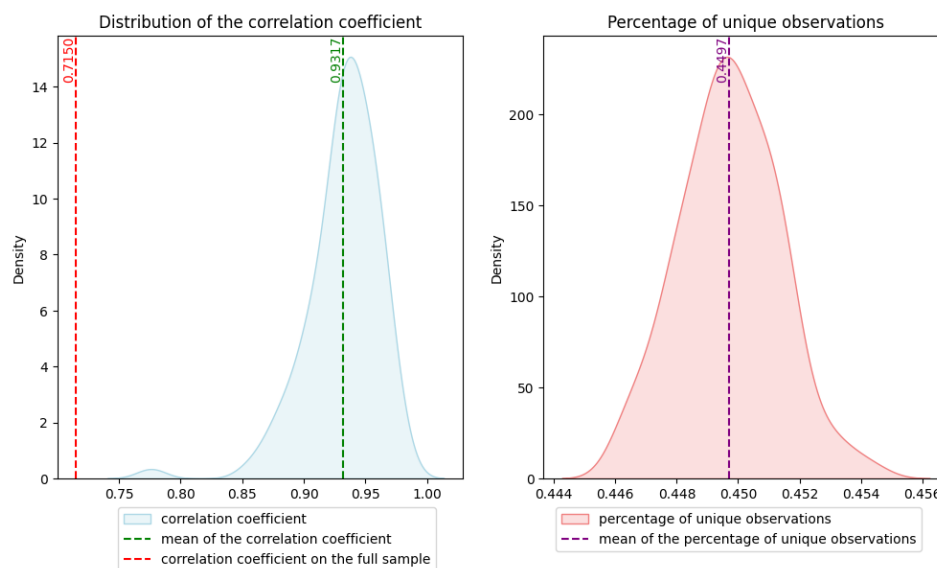 Distribution of the correlation coefficient
0.7150
0.9317
Density
14
12
10
8
6
4
2
0
0.75 0.80 0.85 0.90 0.95 1.00
correlation coefficient
mean of the correlation coefficient
correlation coefficient on the full sample
Percentage of unique observations
0.4497
Density
200
150
100
50
0
0.444 0.446 0.448 0.450 0.452 0.454 0.456
percentage of unique observations
mean of the percentage of unique observations